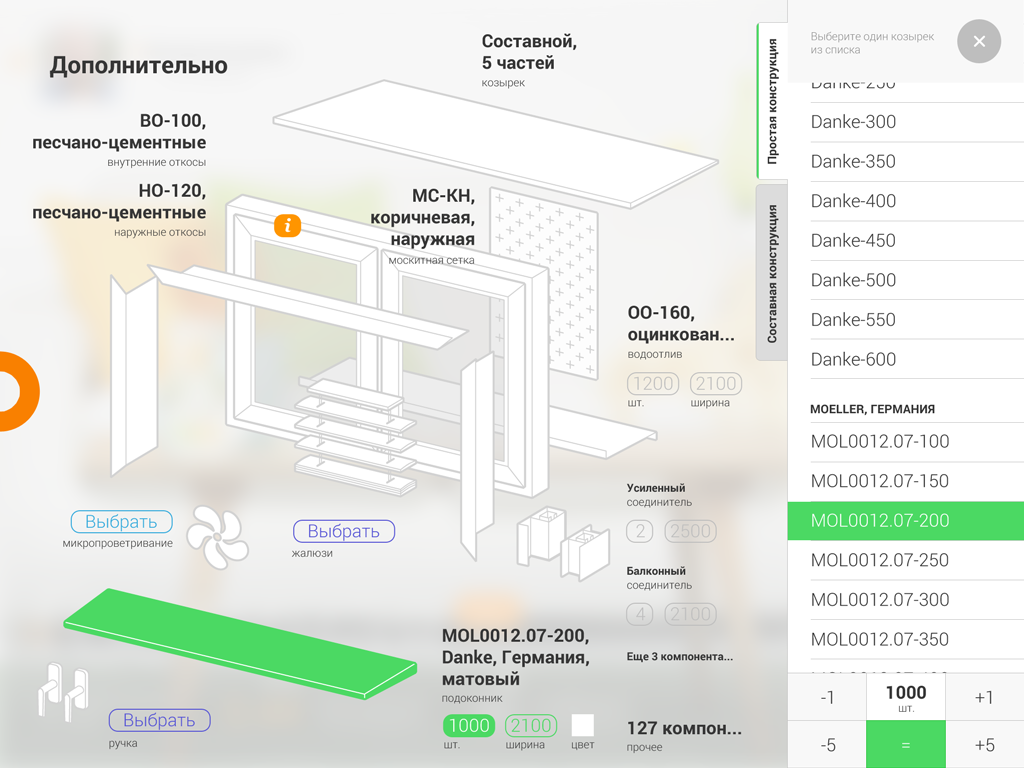 Дополнительно
Составной,
5 частей
козырек
ВО-100,
песчано-цементные
внутренние откосы
НО-120,
песчано-цементные
наружные откосы
i
МС-КН,
коричневая,
наружная
москитная сетка
ОО-160,
оцинкован...
водоотлив
1200 2100
шт. ширина
Усиленный
соединитель
2 2500
Балконный
соединитель
4 2100
Еще 3 компонента...
127 компон...
прочее
Выбрать
микропроветривание
Выбрать
жалюзи
MOL0012.07-200,
Danke, Германия,
матовый
подоконник
1000 2100
шт. ширина цвет
Выбрать
ручка
Простая конструкция
Составная конструкция
Выберите один козырек
из списка
Danke-250
Danke-300
Danke-350
Danke-400
Danke-450
Danke-500
Danke-550
Danke-600
MOELLER, ГЕРМАНИЯ
MOL0012.07-100
MOL0012.07-150
MOL0012.07-200
MOL0012.07-250
MOL0012.07-300
MOL0012.07-350
-1 1000 +1
шт.
-5 = +5